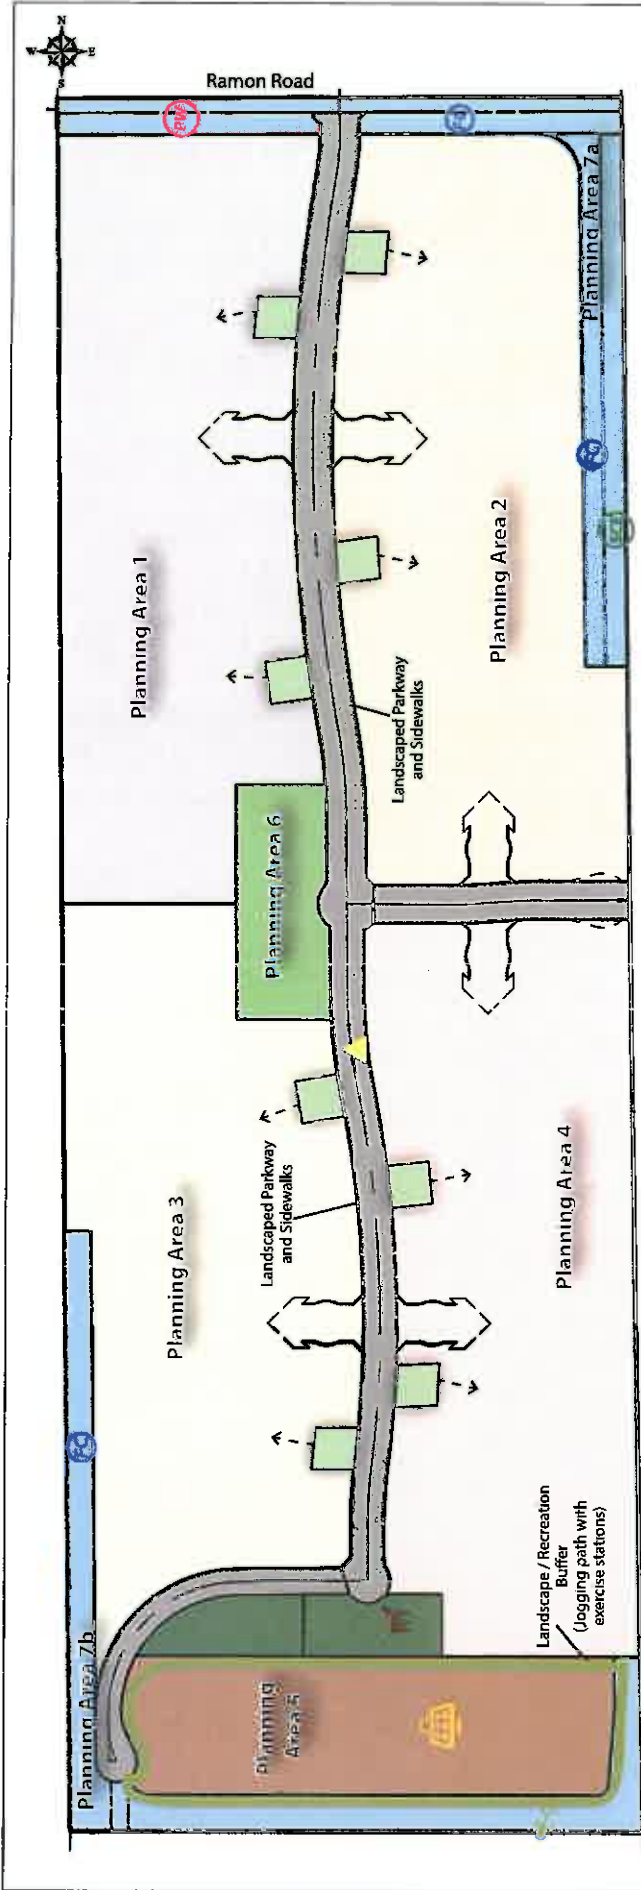 N
W
E
S
Ramon Road
Planning Area 7a
FC
Planning Area 1
Planning Area 2
Landscaped Parkway
and Sidewalks
Planning Area 6
Planning Area 3
Landscaped Parkway
and Sidewalks
Planning Area 4
FC
Landscape / Recreation
Buffer
(Jogging path with
exercise stations)
Planning Area 7b
Planning
Area 5